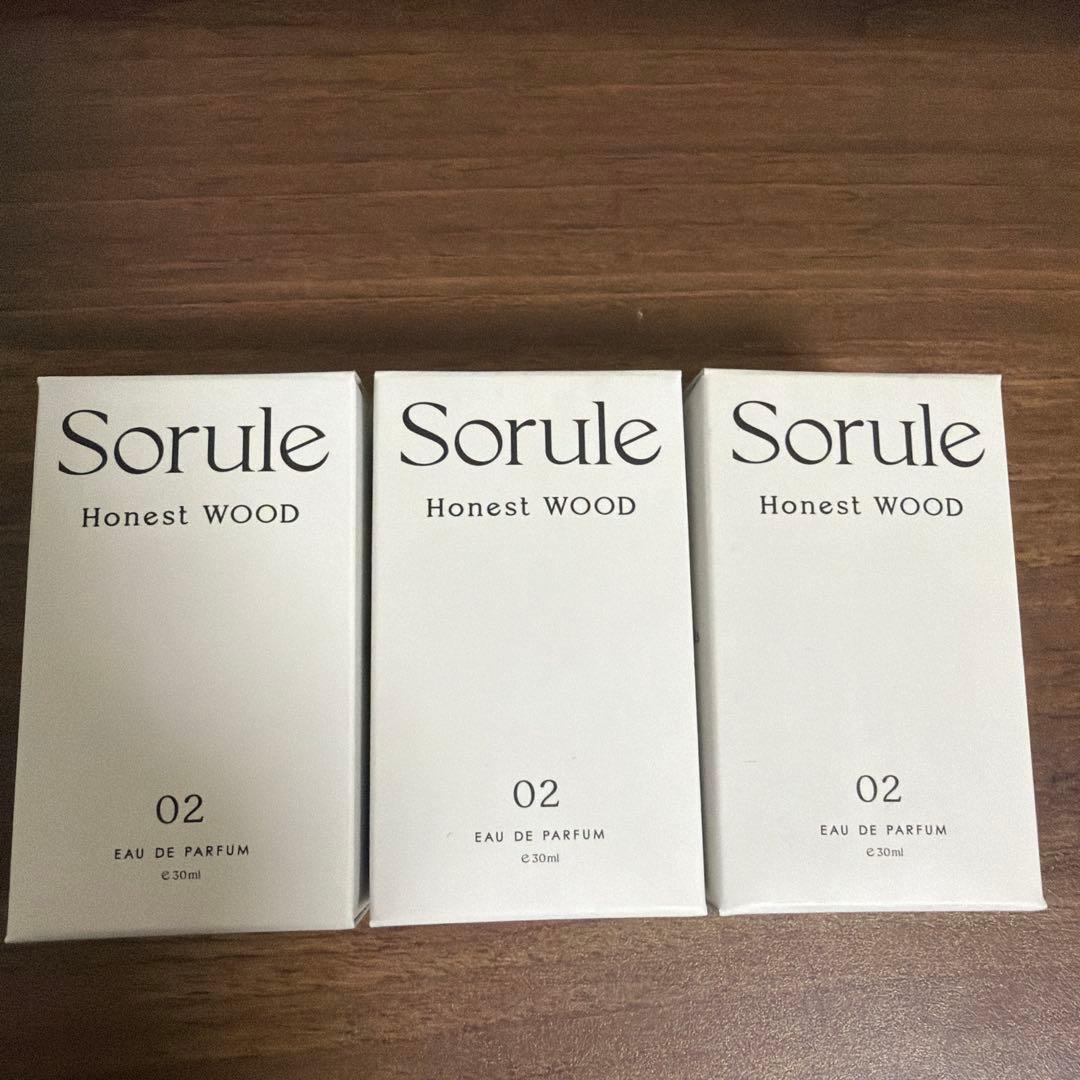 Sorule
Honest WOOD
02
EAU DE PARFUM
℮30ml
Sorule
Honest WOOD
02
EAU DE PARFUM
℮30ml
Sorule
Honest WOOD
02
EAU DE PARFUM
℮30ml